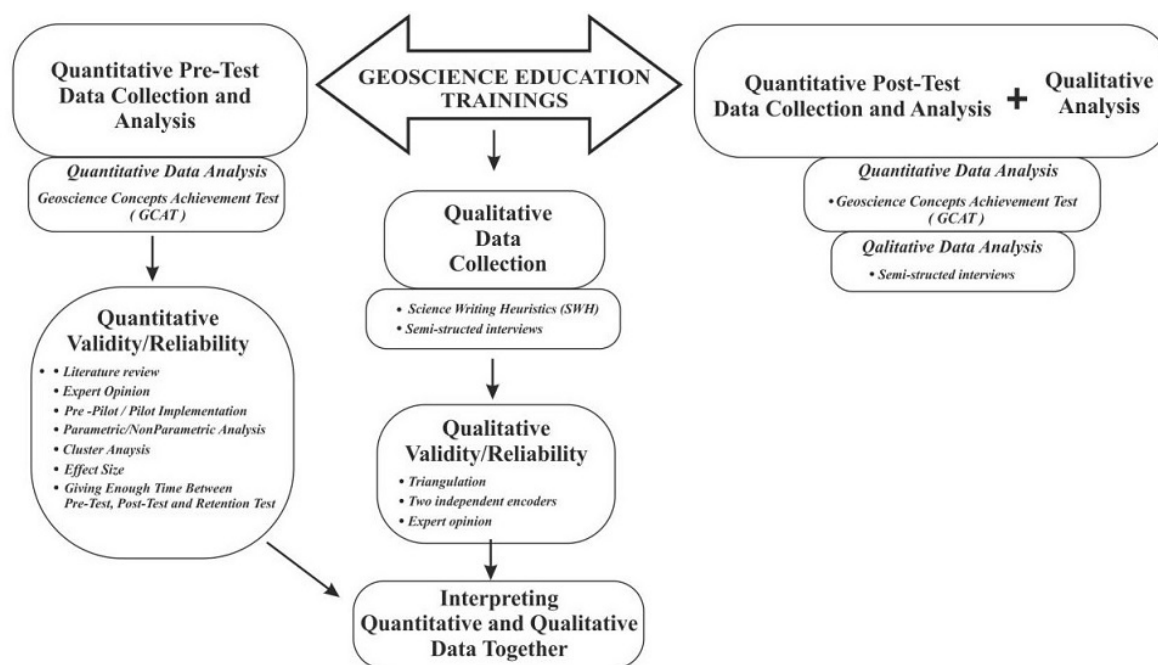 Quantitative Pre-Test
Data Collection and
Analysis
Quantitative Data Analysis
Geoscience Concepts Achievement Test
( GCAT )
Quantitative
Validity/Reliability
• • Literature review
• Expert Opinion
• Pre -Pilot / Pilot Implementation
• Parametric/NonParametric Analysis
• Cluster Anaysis
• Effect Size
• Giving Enough Time Between
Pre-Test, Post-Test and Retention Test
GEOSCIENCE EDUCATION
TRAININGS
Qualitative
Data
Collection
• Science Writing Heuristics (SWH)
• Semi-structed interviews
Qualitative
Validity/Reliability
• Triangulation
• Two independent encoders
• Expert opinion
Interpreting
Quantitative and Qualitative
Data Together
Quantitative Post-Test
Data Collection and Analysis
+
Qualitative
Analysis
Quantitative Data Analysis
• Geoscience Concepts Achievement Test
( GCAT )
Qalitative Data Analysis
• Semi-structed interviews